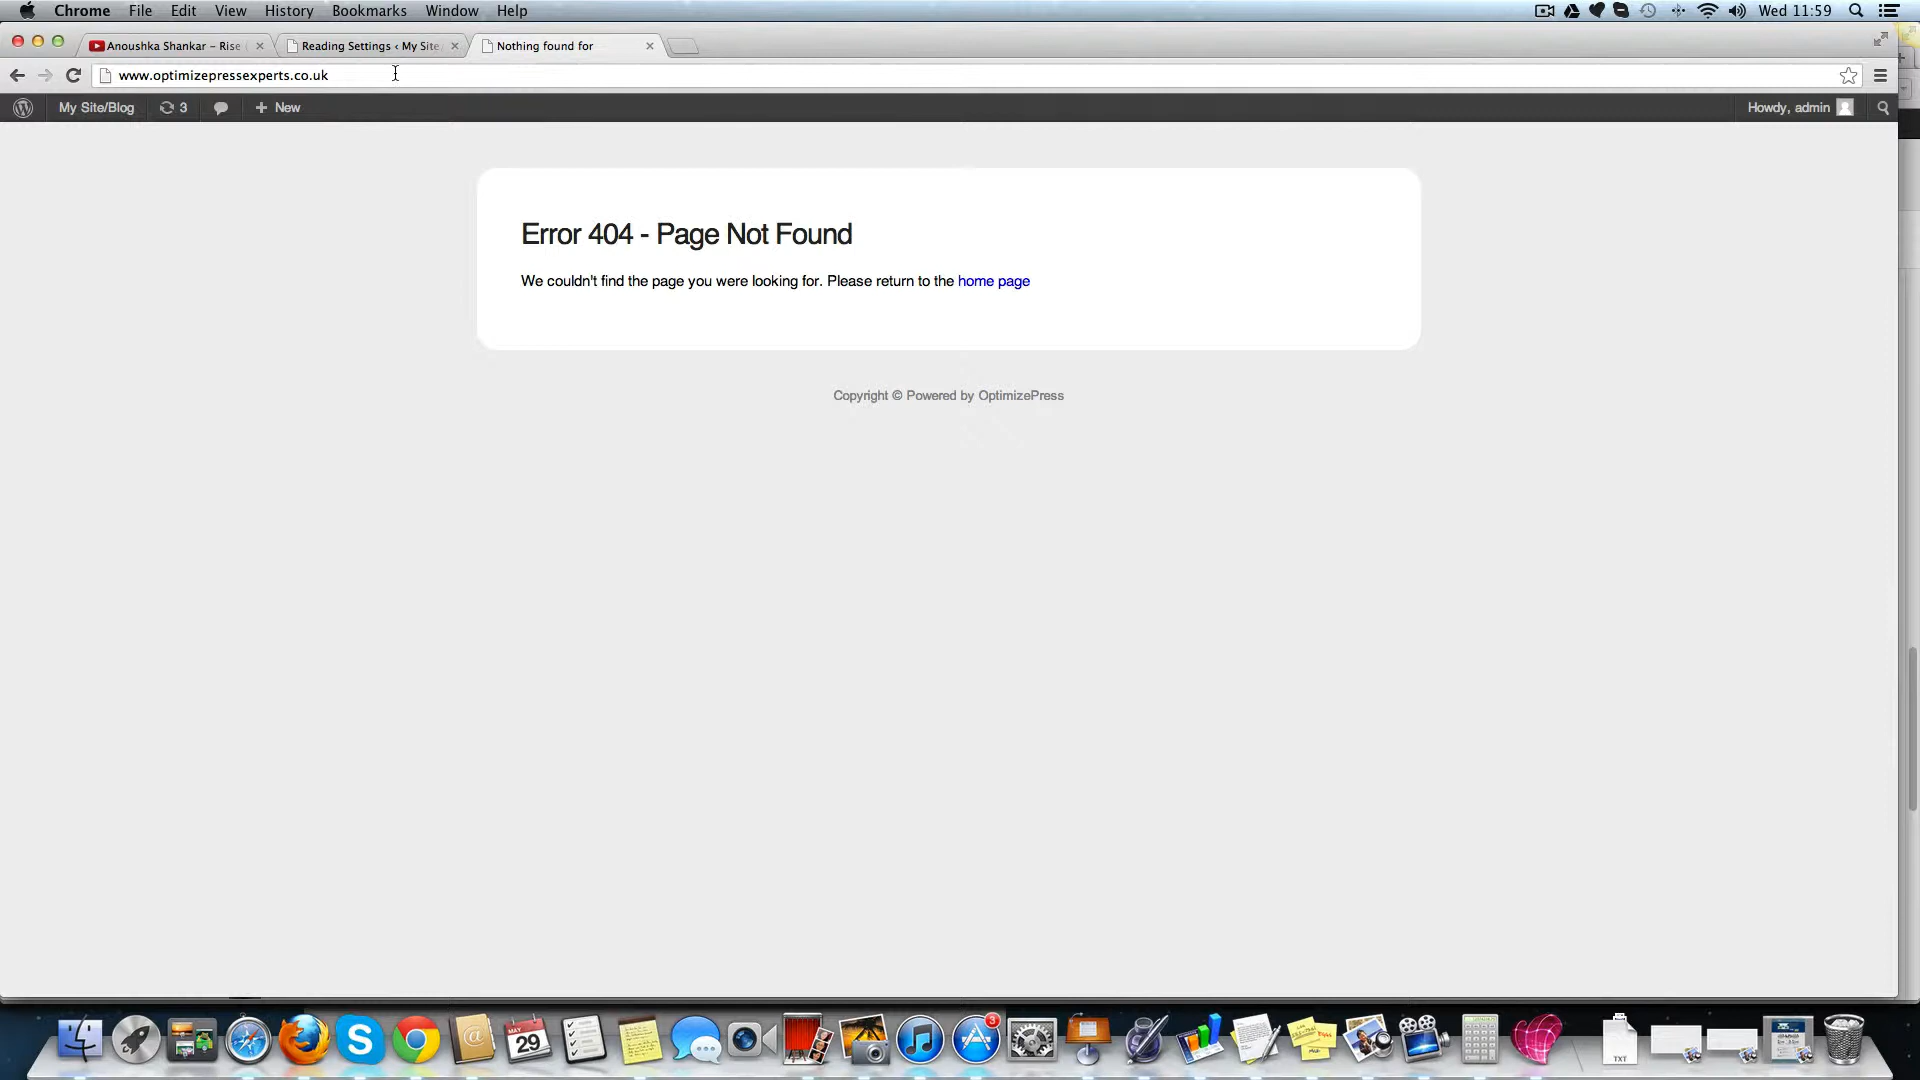 Chrome File Edit View History Bookmarks Window Help Wed 11:59
Anoushka Shankar – Rise Reading Settings ‹ My Site Nothing found for
www.optimizepressexperts.co.uk
My Site/Blog 3 + New Howdy, admin
Error 404 - Page Not Found
We couldn't find the page you were looking for. Please return to the home page
Copyright © Powered by OptimizePress
3
MAY
29
TXT